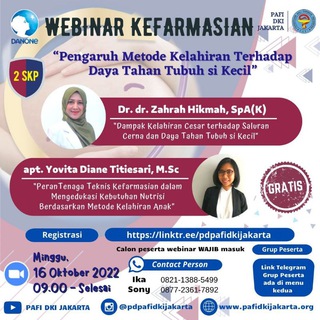 DANONE
WEBINAR KEFARMASIAN
PAFI
DKI
JAKARTA
"Pengaruh Metode Kelahiran Terhadap
Daya Tahan Tubuh si Kecil"
2 SKP
Dr. dr. Zahrah Hikmah, SpA(K)
"Dampak Kelahiran Cesar terhadap Saluran
Cerna dan Daya Tahan Tubuh si Kecil"
apt. Yovita Diane Titiesari, M.Sc
"PeranTenaga Teknis Kefarmasian dalam
Mengedukasi Kebutuhan Nutrisi
Berdasarkan Metode Kelahiran Anak"
GRATIS
Registrasi
https://linktr.ee/pdpafidkijakarta
Calon peserta webinar WAJIB masuk
Grup Peserta
Minggu,
16 Oktober 2022
09.00 - Selesai
Contact Person
Ika 0821-1388-5499
Sony 0877-2361-7892
Link Telegram
Grup Peserta
ada di menu
kedua
PAFI DKI JAKARTA
@pdpafidkijakarta
www.pafidkijakarta.org